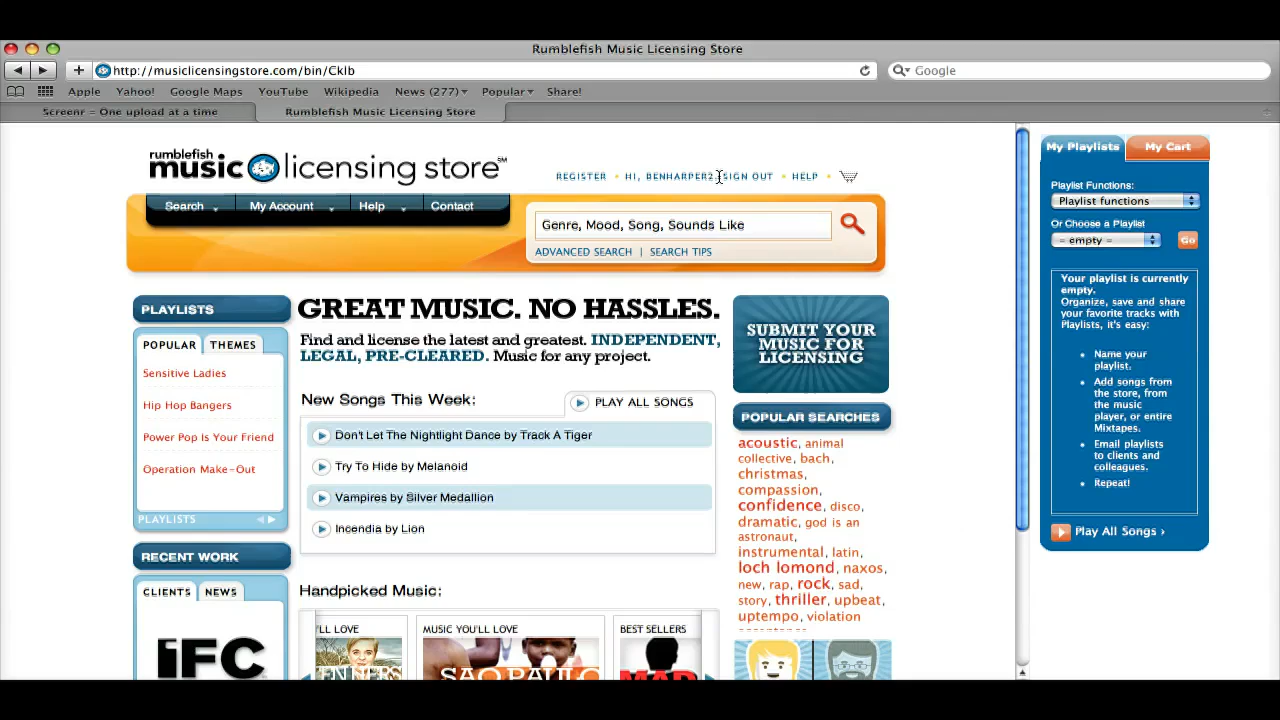 Rumblefish Music Licensing Store
http://musiclicensingstore.com/bin/Cklb
Google
Apple Yahoo! Google Maps YouTube Wikipedia News (277) Popular Share!
Screenr = One upload at a time
Rumblefish Music Licensing Store
rumblefish
music licensing store
REGISTER HI, BENHARPER2 SIGN OUT HELP
Search My Account Help Contact
Genre, Mood, Song, Sounds Like
ADVANCED SEARCH | SEARCH TIPS
PLAYLISTS
POPULAR THEMES
Sensitive Ladies
Hip Hop Bangers
Power Pop Is Your Friend
Operation Make-Out
PLAYLISTS
RECENT WORK
CLIENTS NEWS
iFC
GREAT MUSIC. NO HASSLES.
Find and license the latest and greatest. INDEPENDENT,
LEGAL, PRE-CLEARED. Music for any project.
New Songs This Week:
PLAY ALL SONGS
Don't Let The Nightlight Dance by Track A Tiger
Try To Hide by Melanoid
Vampires by Silver Medallion
Incendia by Lion
Handpicked Music:
'LL LOVE
MUSIC YOU'LL LOVE
SAO PAULO
BEST SELLERS
MAD
SUBMIT YOUR
MUSIC FOR
LICENSING
POPULAR SEARCHES
acoustic, animal
collective, bach,
christmas,
compassion,
confidence, disco,
dramatic, god is an
astronaut,
instrumental, latin,
loch lomond, naxos,
new, rap, rock, sad,
story, thriller, upbeat,
uptempo, violation
My Playlists My Cart
Playlist Functions:
Playlist functions
Or Choose a Playlist
= empty =
Go
Your playlist is currently
empty.
Organize, save and share
your favorite tracks with
Playlists, it's easy:
• Name your
playlist.
• Add songs from
the store, from
the music
player, or entire
Mixtapes.
• Email playlists
to clients and
colleagues.
• Repeat!
Play All Songs ›